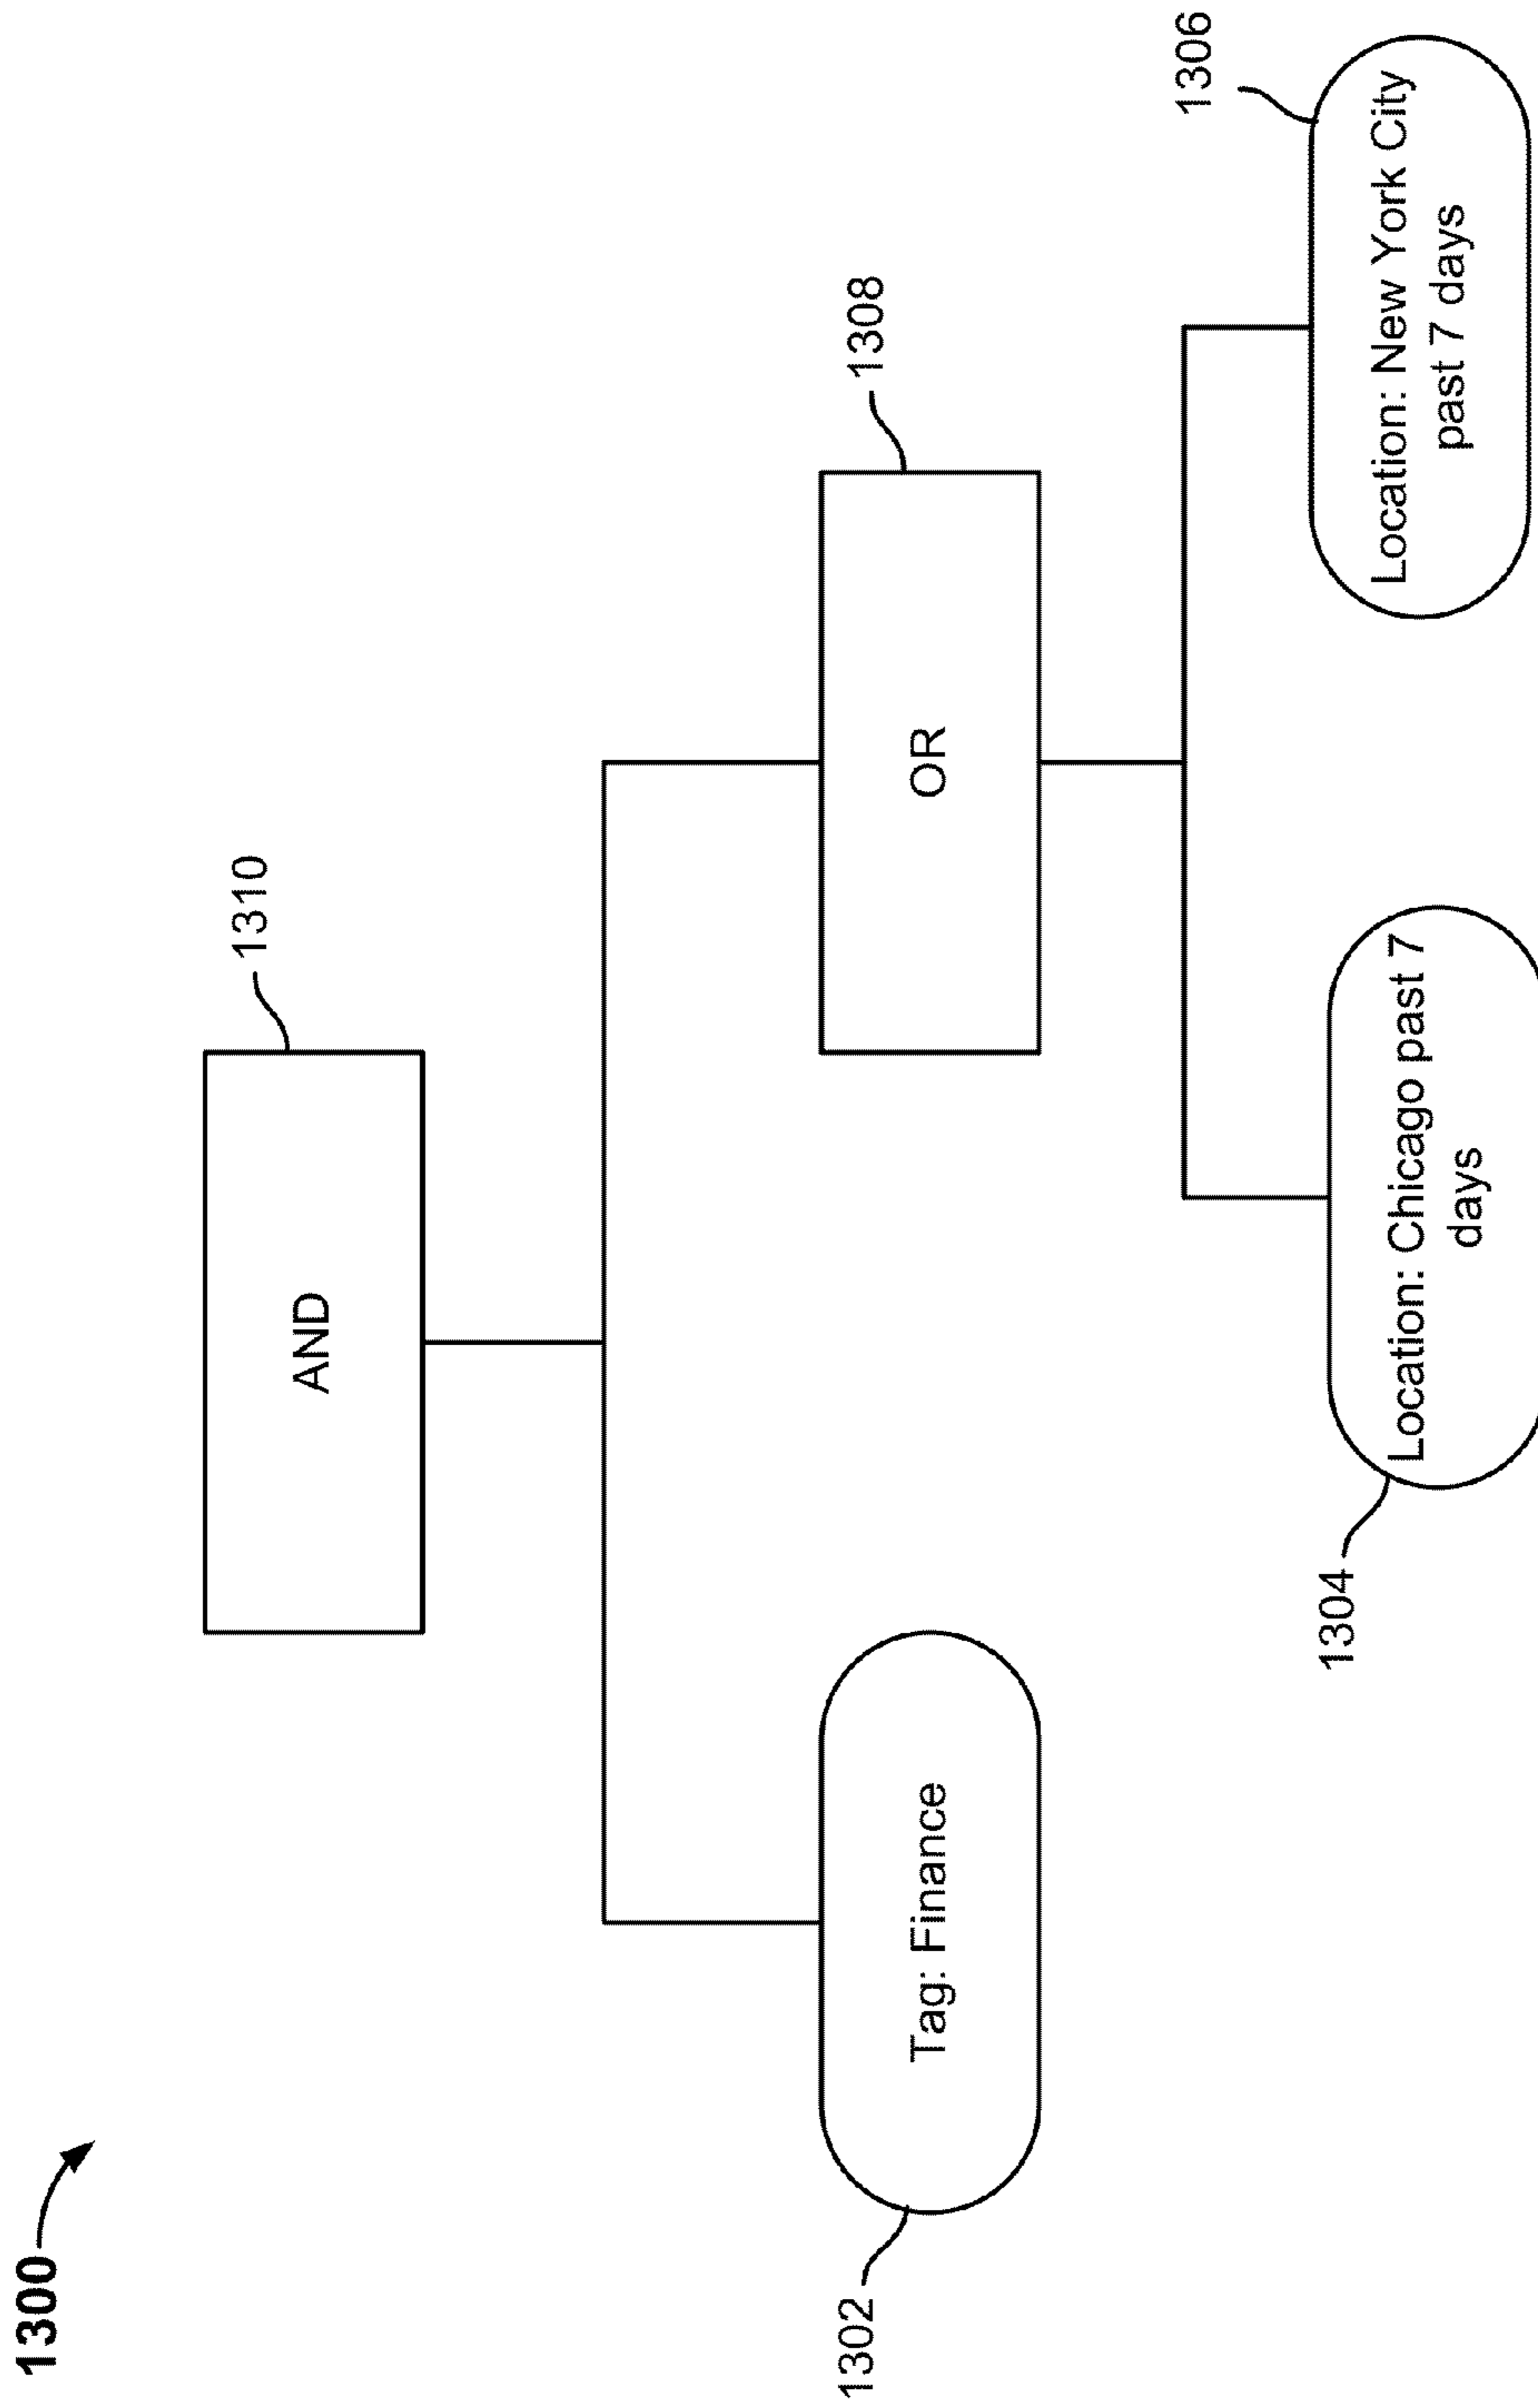 1300
1310
AND
1308
OR
1302
Tag: Finance
1306
Location: New York City
past 7 days
1304
Location: Chicago past 7
days